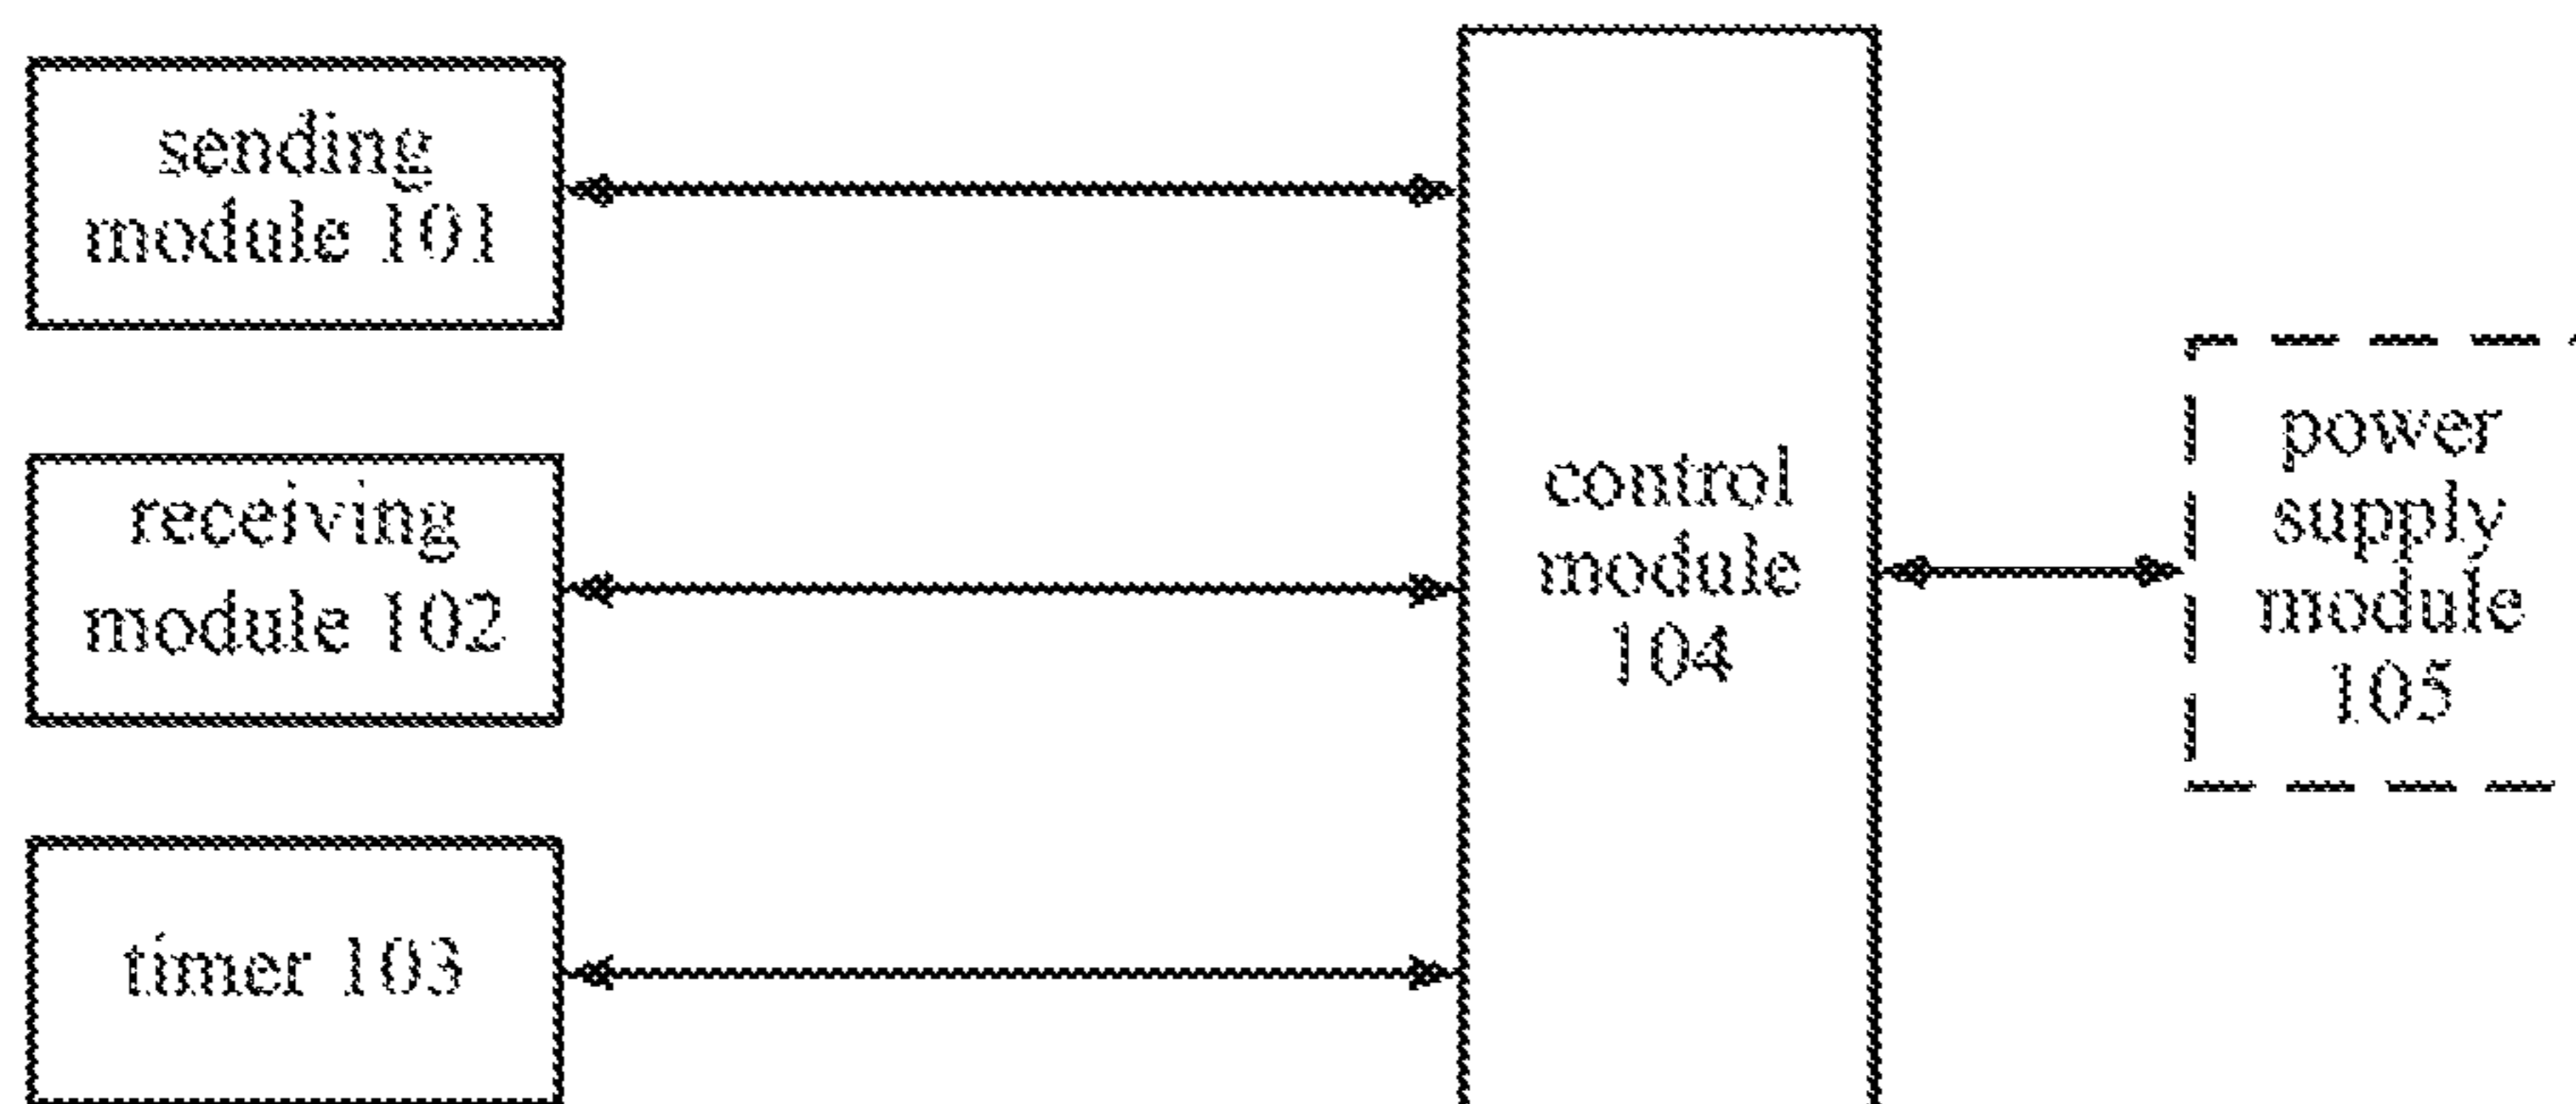 sending
module 101
receiving
module 102
timer 103
control
module
104
power
supply
module
105